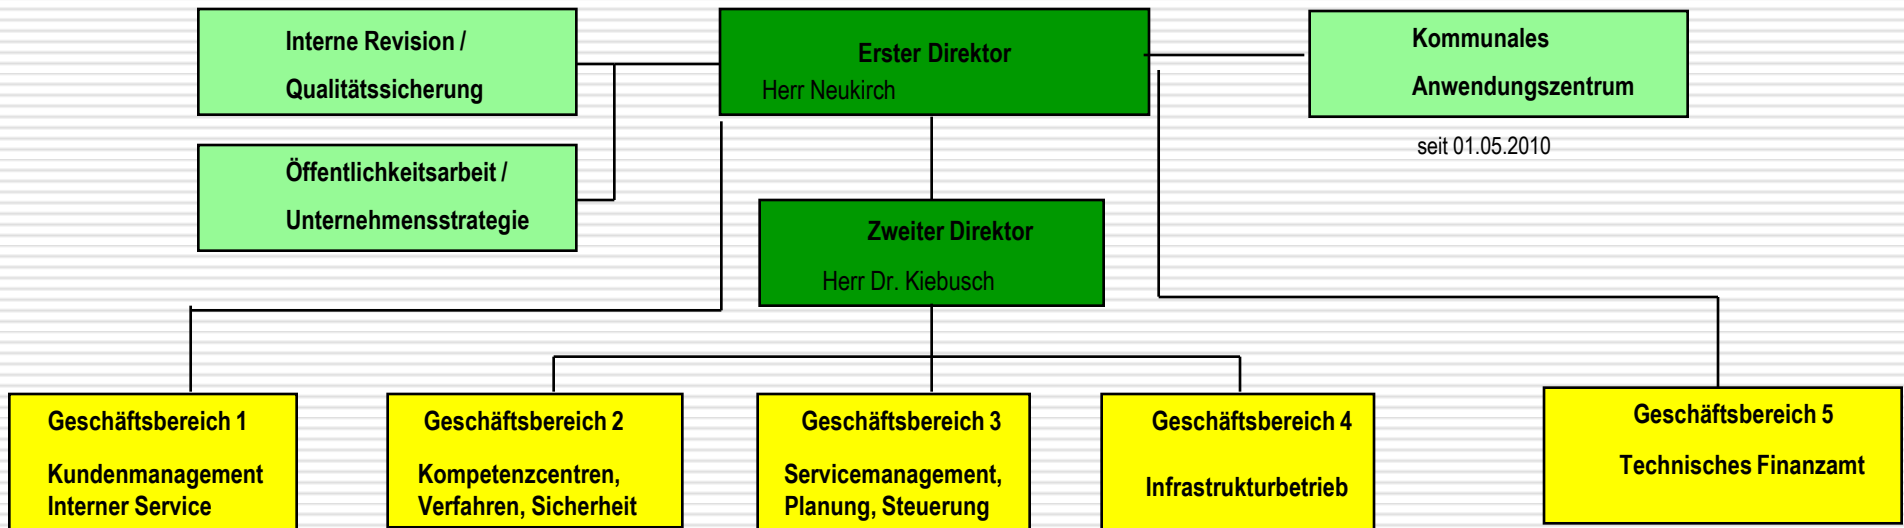 Interne Revision /
Qualitätssicherung
Erster Direktor
Herr Neukirch
Kommunales
Anwendungszentrum
seit 01.05.2010
Öffentlichkeitsarbeit /
Unternehmensstrategie
Zweiter Direktor
Herr Dr. Kiebusch
Geschäftsbereich 1
Kundenmanagement
Interner Service
Geschäftsbereich 2
Kompetenzcentren,
Verfahren, Sicherheit
Geschäftsbereich 3
Servicemanagement,
Planung, Steuerung
Geschäftsbereich 4
Infrastrukturbetrieb
Geschäftsbereich 5
Technisches Finanzamt